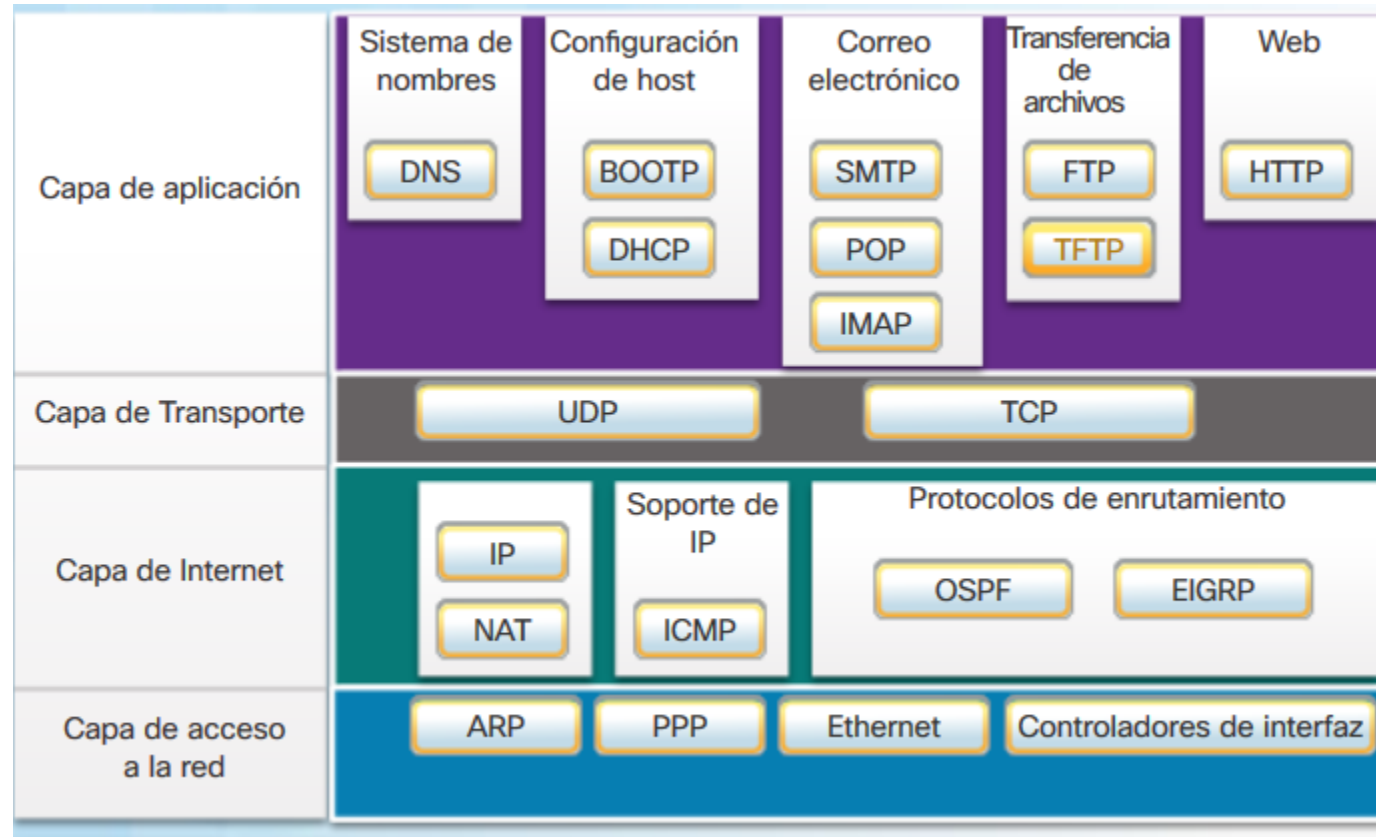 Capa de aplicación
Sistema de
nombres
DNS
Configuración
de host
BOOTP
DHCP
Correo
electrónico
SMTP
POP
IMAP
Transferencia
de
archivos
FTP
TFTP
Web
HTTP
Capa de Transporte
UDP
TCP
Capa de Internet
IP
NAT
Soporte de
IP
ICMP
Protocolos de enrutamiento
OSPF
EIGRP
Capa de acceso
a la red
ARP
PPP
Ethernet
Controladores de interfaz